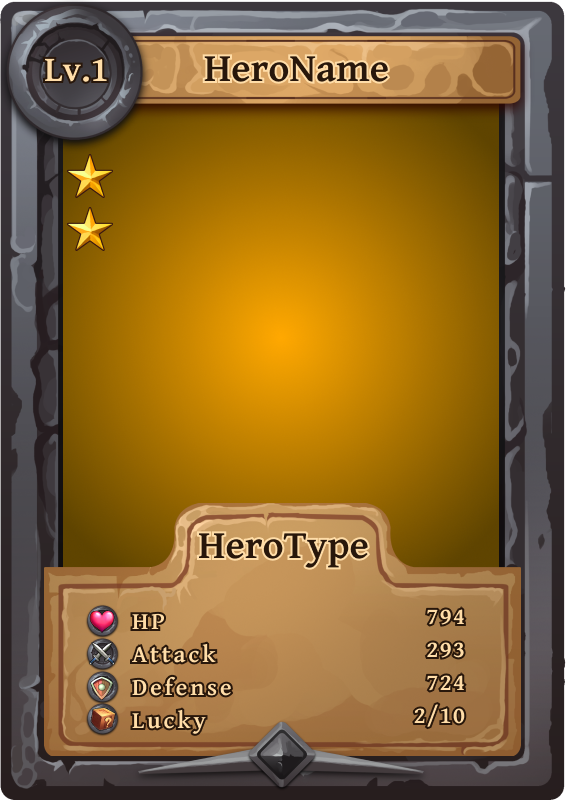 Lv.1
HeroName
HeroType
HP 794
Attack 293
Defense 724
Lucky 2/10